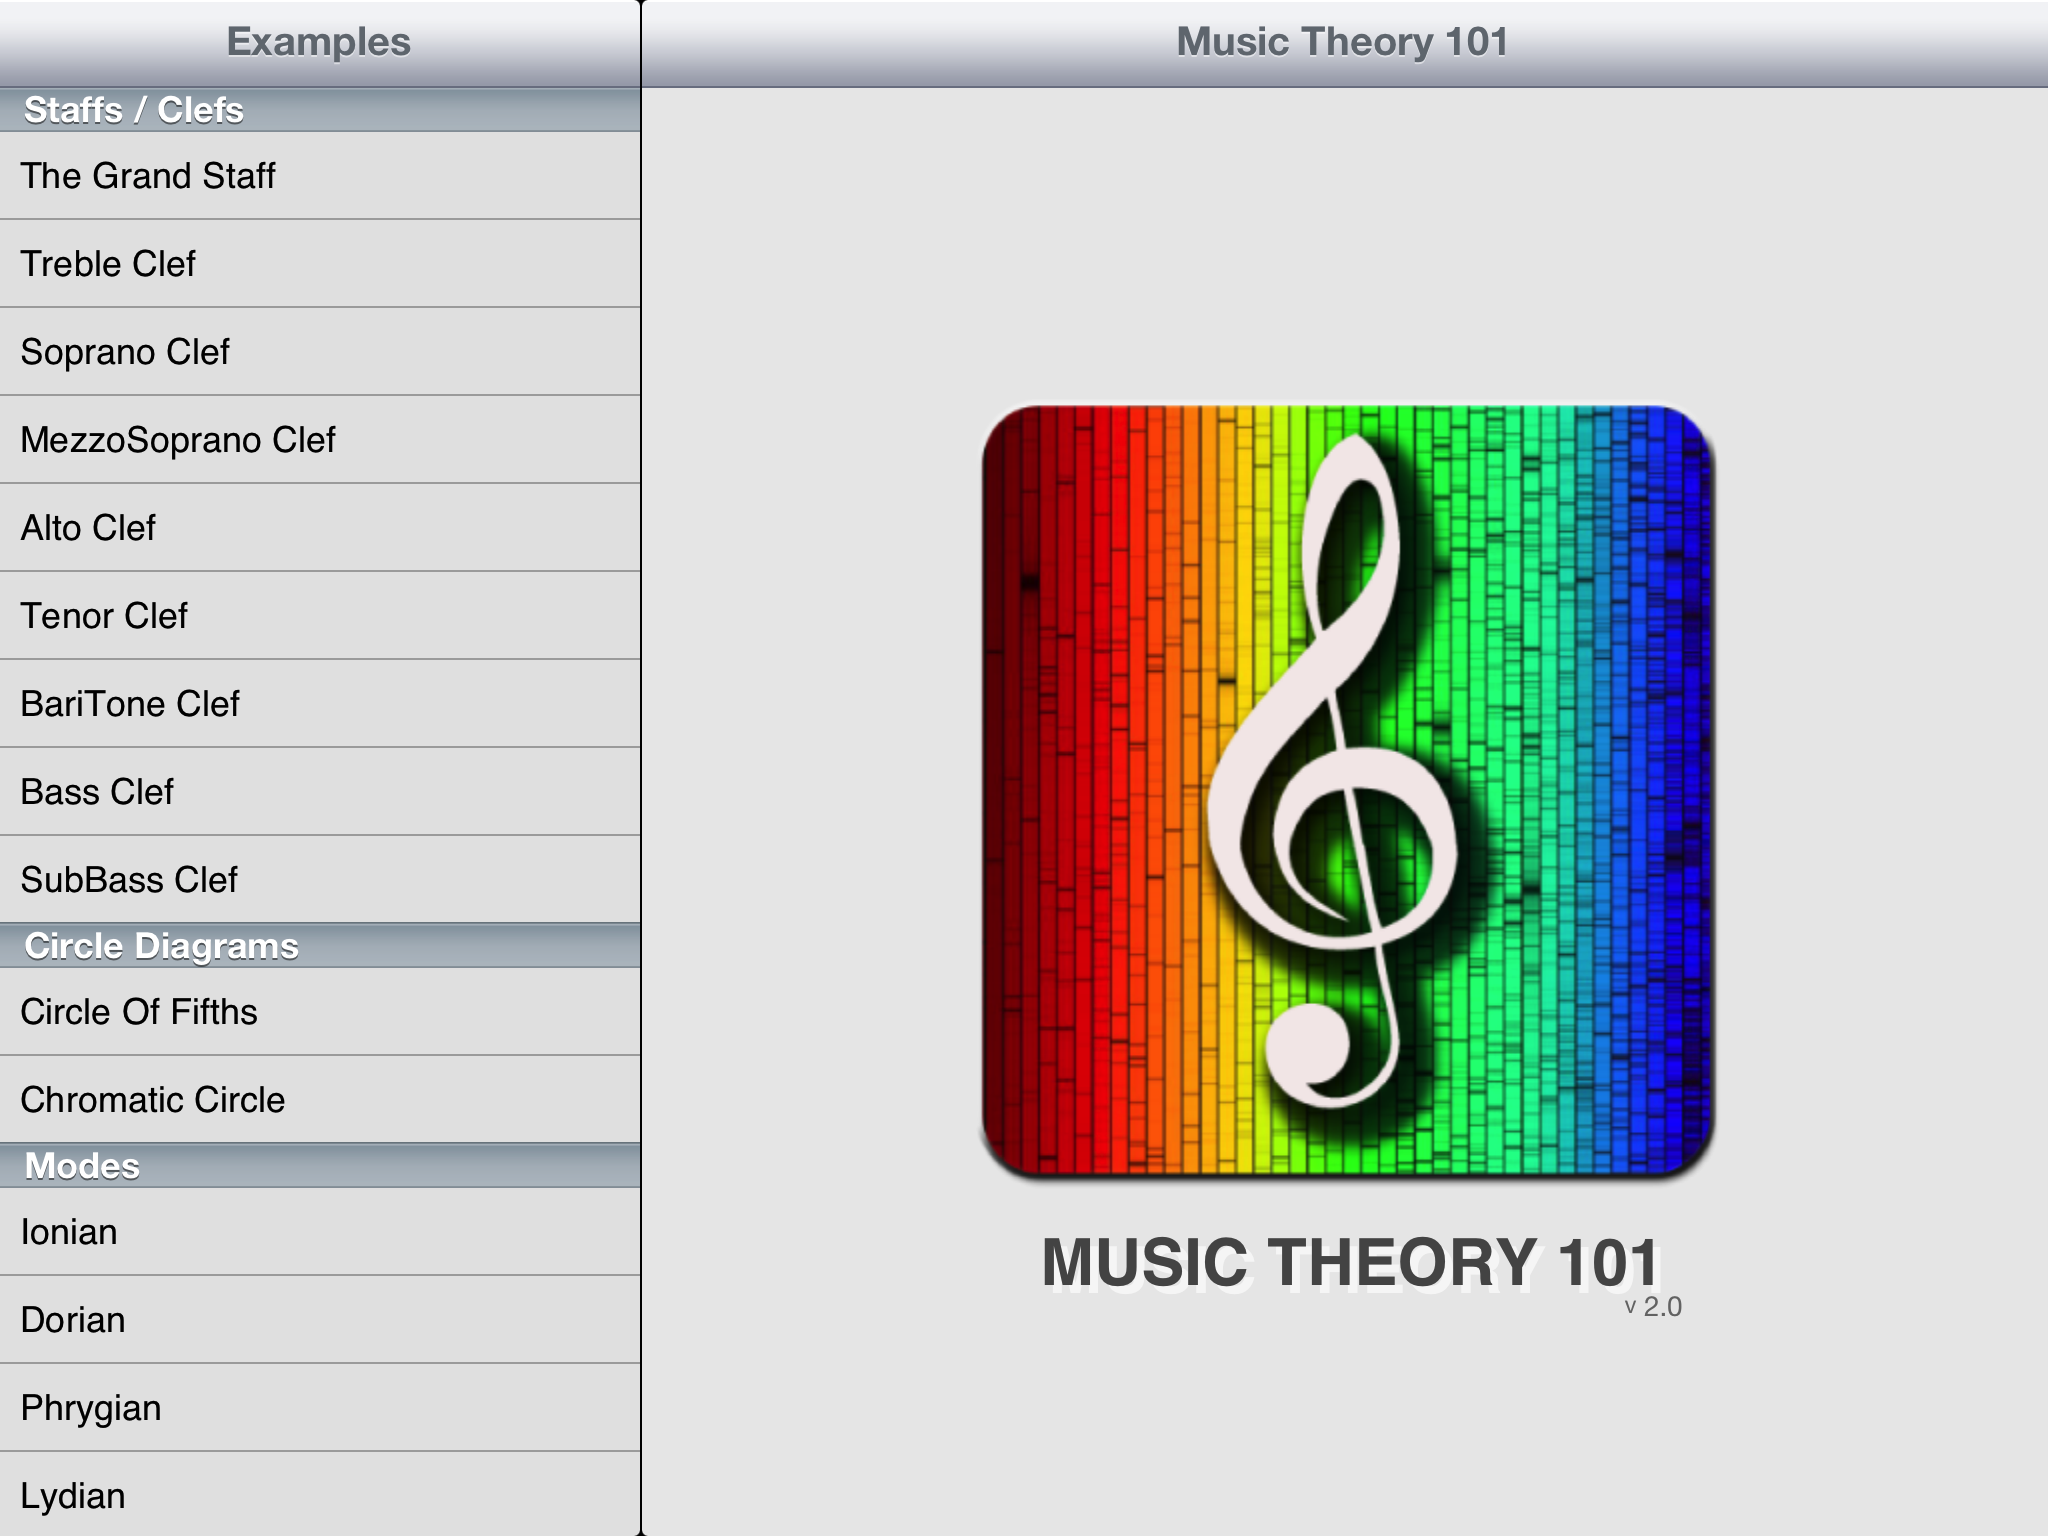 Examples
Staffs / Clefs
The Grand Staff
Treble Clef
Soprano Clef
MezzoSoprano Clef
Alto Clef
Tenor Clef
BariTone Clef
Bass Clef
SubBass Clef
Circle Diagrams
Circle Of Fifths
Chromatic Circle
Modes
Ionian
Dorian
Phrygian
Lydian
Music Theory 101
MUSIC THEORY 101
v 2.0